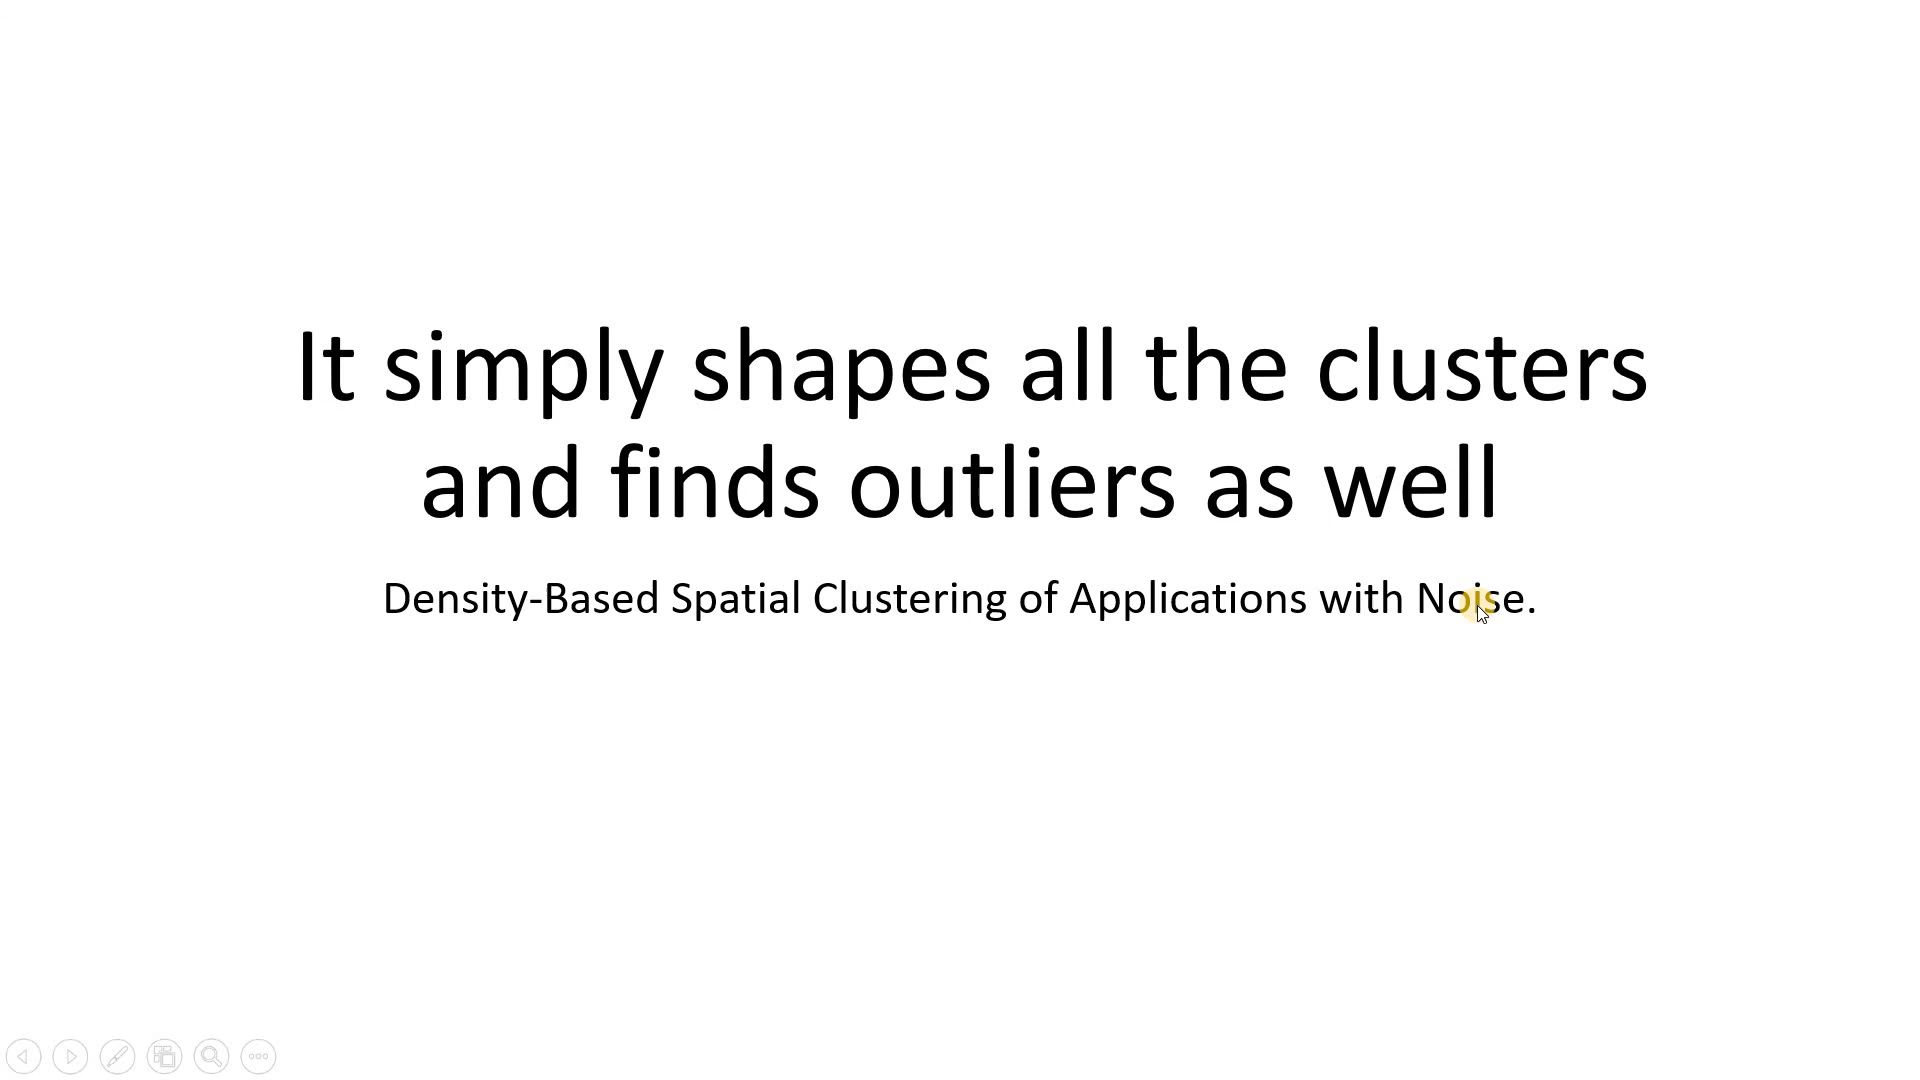 It simply shapes all the clusters
and finds outliers as well
Density-Based Spatial Clustering of Applications with Noise.